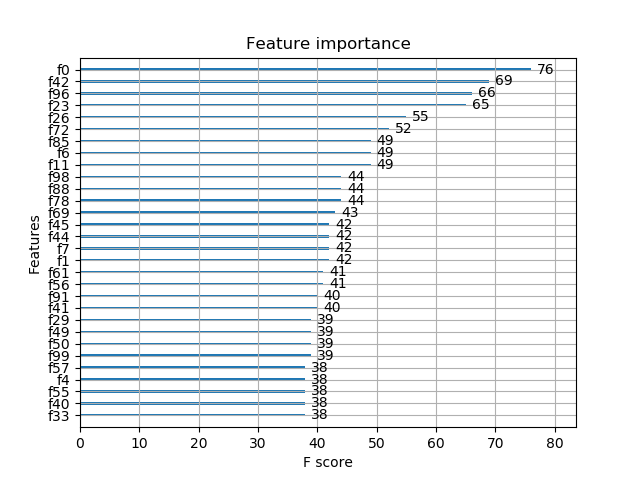 Feature importance
Features
f0 76
f42 69
f96 66
f23 65
f26 55
f72 52
f85 49
f6 49
f11 49
f98 44
f88 44
f78 44
f69 43
f45 42
f44 42
f7 42
f1 42
f61 41
f56 41
f91 40
f41 40
f29 39
f49 39
f50 39
f99 39
f57 38
f4 38
f55 38
f40 38
f33 38
0 10 20 30 40 50 60 70 80
F score